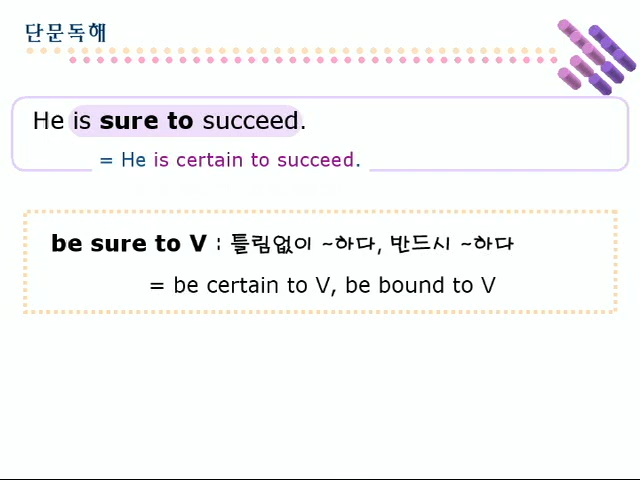 단문독해
He is sure to succeed.
= He is certain to succeed.
be sure to V : 틀림없이 ~하다, 반드시 ~하다
= be certain to V, be bound to V